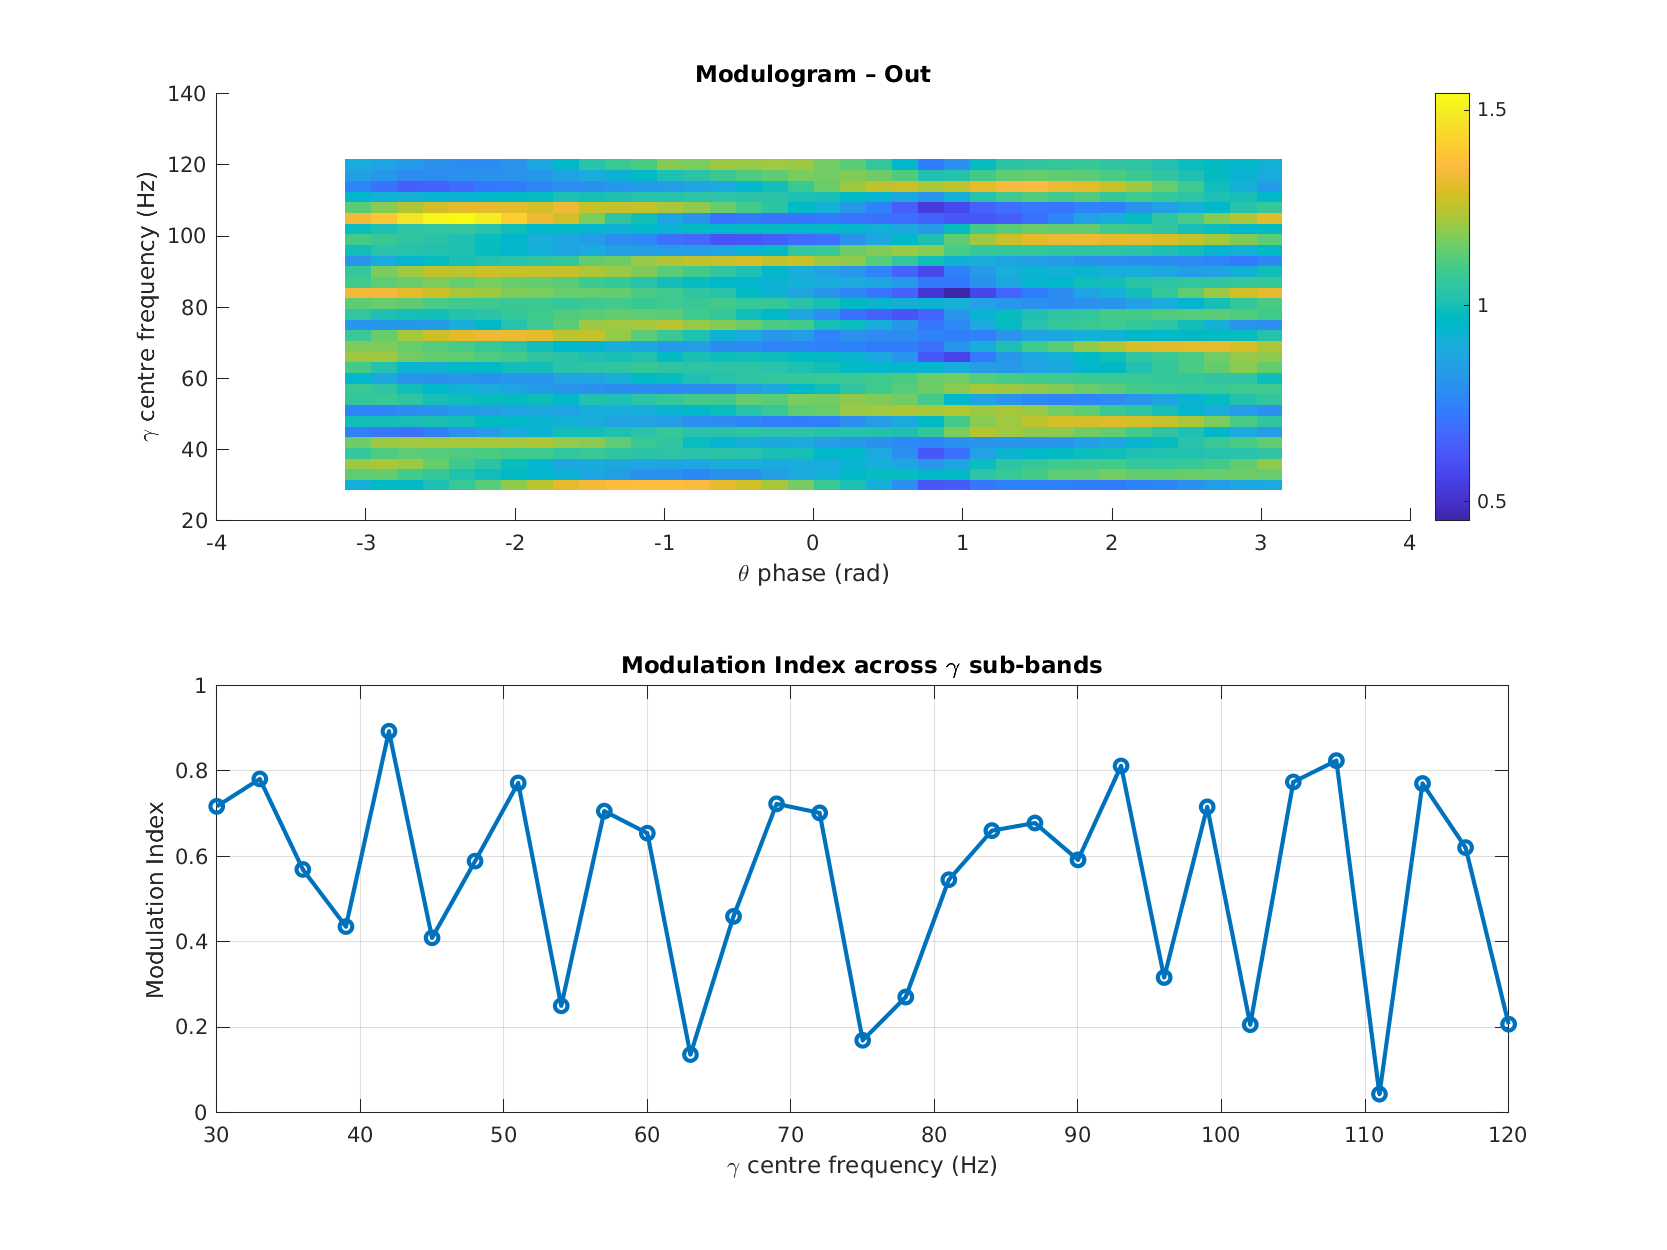 Modulogram – Out
140
120
100
80
60
40
20
γ centre frequency (Hz)
-4 -3 -2 -1 0 1 2 3 4
θ phase (rad)
1.5
1
0.5
Modulation Index across γ sub-bands
1
0.8
0.6
0.4
0.2
0
Modulation Index
30 40 50 60 70 80 90 100 110 120
γ centre frequency (Hz)